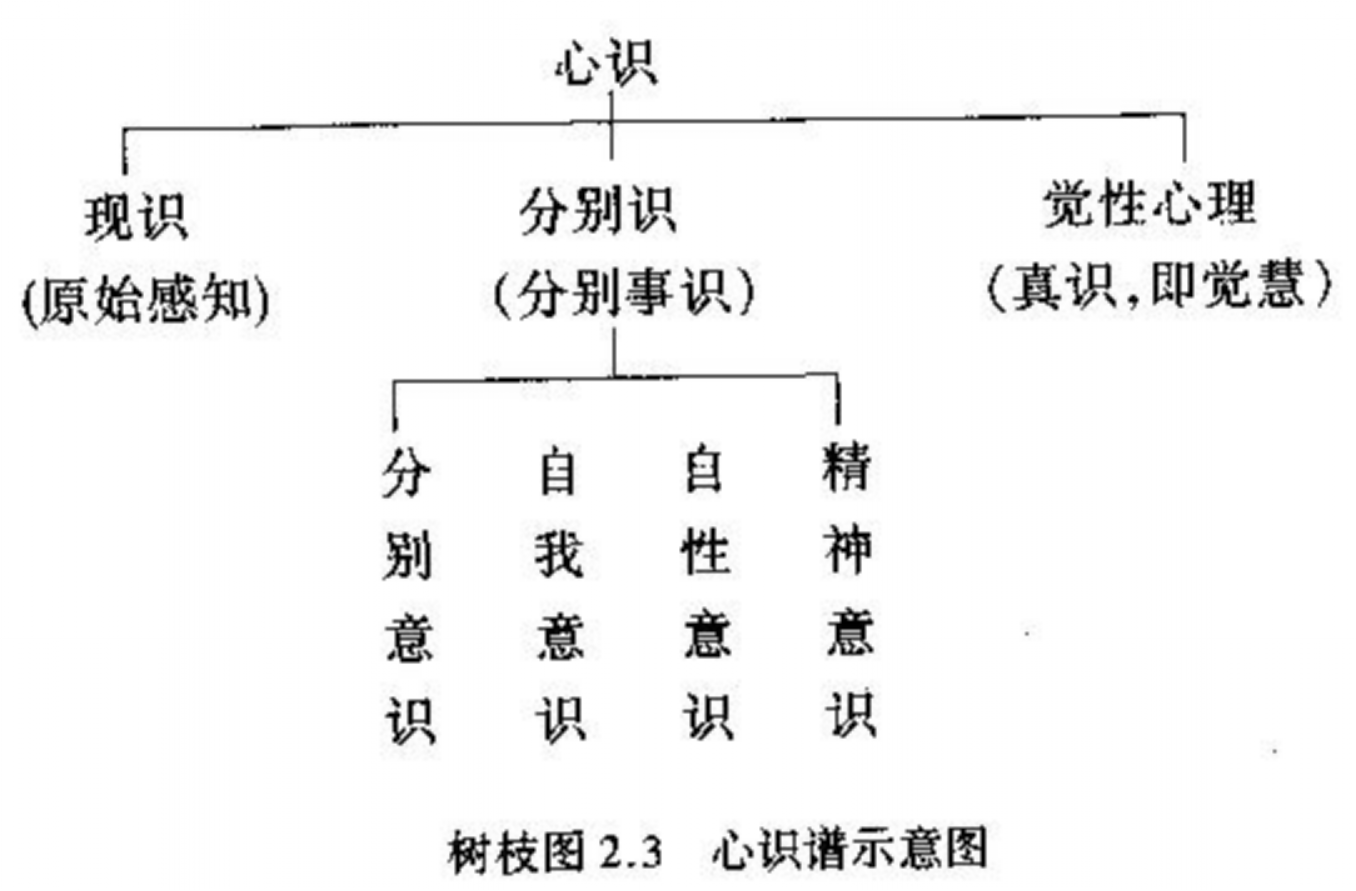 心识
现识
(原始感知)
分别识
(分别事识)
觉性心理
(真识,即觉慧)
分别意识
自我意识
自性意识
精神意识
树枝图2.3 心识谱示意图